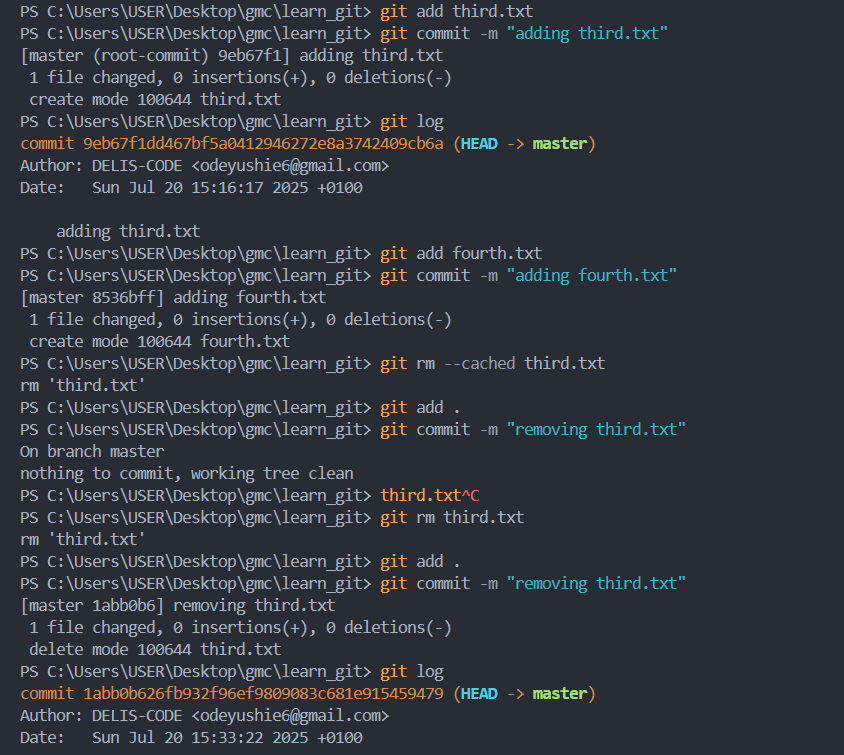 PS C:\Users\USER\Desktop\gmc\learn_git> git add third.txt
PS C:\Users\USER\Desktop\gmc\learn_git> git commit -m "adding third.txt"
[master (root-commit) 9eb67f1] adding third.txt
 1 file changed, 0 insertions(+), 0 deletions(-)
 create mode 100644 third.txt
PS C:\Users\USER\Desktop\gmc\learn_git> git log
commit 9eb67f1dd467bf5a0412946272e8a3742409cb6a (HEAD -> master)
Author: DELIS-CODE <odeyushie6@gmail.com>
Date:   Sun Jul 20 15:16:17 2025 +0100

    adding third.txt
PS C:\Users\USER\Desktop\gmc\learn_git> git add fourth.txt
PS C:\Users\USER\Desktop\gmc\learn_git> git commit -m "adding fourth.txt"
[master 8536bff] adding fourth.txt
 1 file changed, 0 insertions(+), 0 deletions(-)
 create mode 100644 fourth.txt
PS C:\Users\USER\Desktop\gmc\learn_git> git rm --cached third.txt
rm 'third.txt'
PS C:\Users\USER\Desktop\gmc\learn_git> git add .
PS C:\Users\USER\Desktop\gmc\learn_git> git commit -m "removing third.txt"
On branch master
nothing to commit, working tree clean
PS C:\Users\USER\Desktop\gmc\learn_git> third.txt^C
PS C:\Users\USER\Desktop\gmc\learn_git> git rm third.txt
rm 'third.txt'
PS C:\Users\USER\Desktop\gmc\learn_git> git add .
PS C:\Users\USER\Desktop\gmc\learn_git> git commit -m "removing third.txt"
[master 1abb0b6] removing third.txt
 1 file changed, 0 insertions(+), 0 deletions(-)
 delete mode 100644 third.txt
PS C:\Users\USER\Desktop\gmc\learn_git> git log
commit 1abb0b626fb932f96ef9809083c681e915459479 (HEAD -> master)
Author: DELIS-CODE <odeyushie6@gmail.com>
Date:   Sun Jul 20 15:33:22 2025 +0100